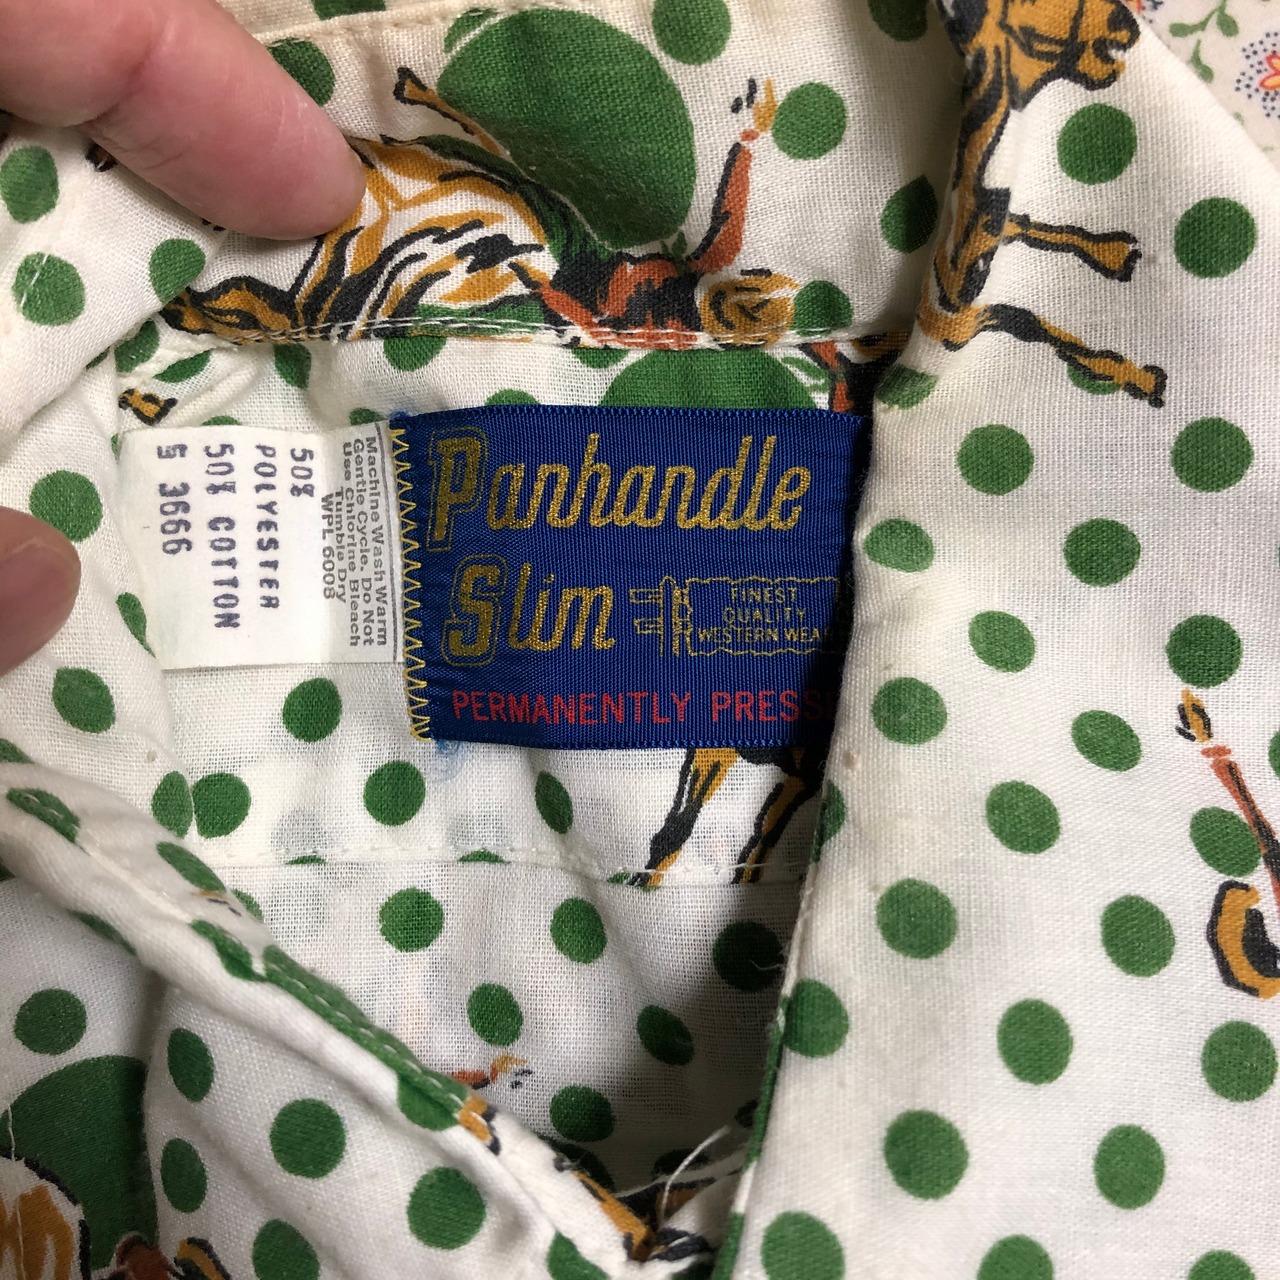 Panhandle
Slim
FINEST
QUALITY
WESTERN WEA
PERMANENTLY PRESS
Machine Wash Warm
Gentle Cycle. Do Not
Use Chlorine Bleach
Tumble Dry
WPL 6008
50%
POLYESTER
50% COTTON
S 3666